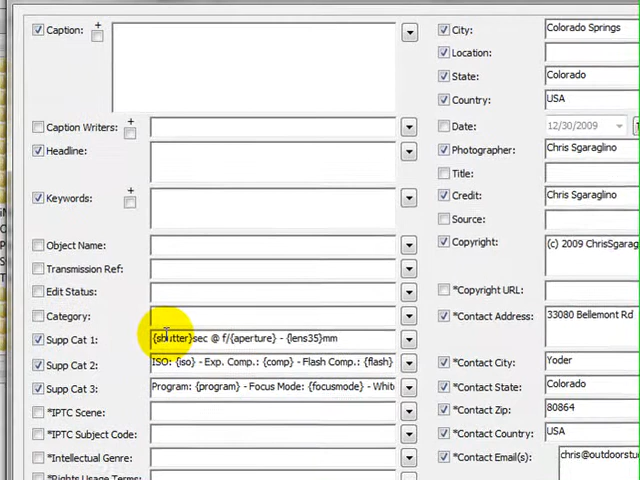 Caption:
+
Caption Writers:
+
Headline:
Keywords:
+
Object Name:
Transmission Ref:
Edit Status:
Category:
Supp Cat 1: {shutter}sec @ f/{aperture} - {lens35}mm
Supp Cat 2: ISO: {iso} - Exp. Comp.: {comp} - Flash Comp.: {flash}
Supp Cat 3: Program: {program} - Focus Mode: {focusmode} - Whit
*IPTC Scene:
*IPTC Subject Code:
*Intellectual Genre:
*Rights Usage Terms:
City: Colorado Springs
Location:
State: Colorado
Country: USA
Date: 12/30/2009
Photographer: Chris Sgaraglino
Title:
Credit: Chris Sgaraglino
Source:
Copyright: (c) 2009 ChrisSgaragl
*Copyright URL:
*Contact Address: 33080 Bellemont Rd
*Contact City: Yoder
*Contact State: Colorado
*Contact Zip: 80864
*Contact Country: USA
*Contact Email(s): chris@outdoorstu